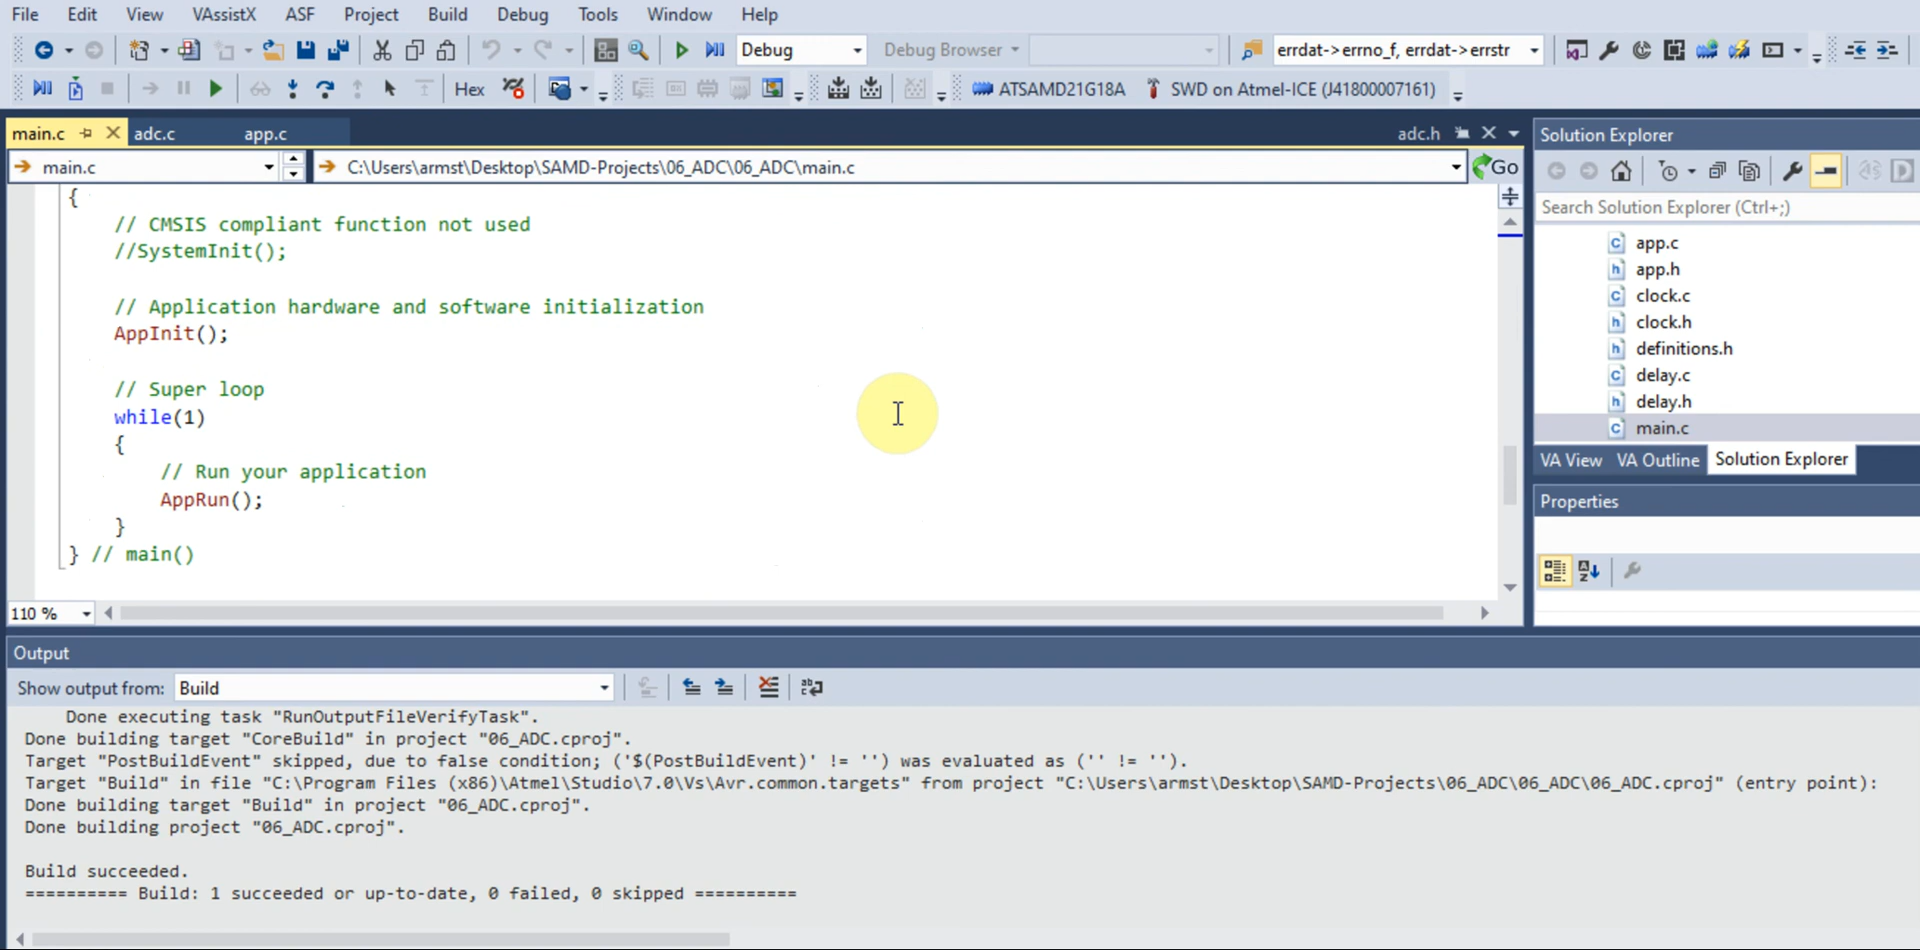 File Edit View VAssistX ASF Project Build Debug Tools Window Help
Debug Debug Browser errdat->errno_f, errdat->errstr
Hex ATSAMD21G18A SWD on Atmel-ICE (J41800007161)
main.c adc.c app.c adc.h
main.c C:\Users\armst\Desktop\SAMD-Projects\06_ADC\06_ADC\main.c Go
{
// CMSIS compliant function not used
//SystemInit();
// Application hardware and software initialization
AppInit();
// Super loop
while(1)
{
// Run your application
AppRun();
}
} // main()
110 %
Solution Explorer
Search Solution Explorer (Ctrl+;)
app.c
app.h
clock.c
clock.h
definitions.h
delay.c
delay.h
main.c
VA View VA Outline Solution Explorer
Properties
Output
Show output from: Build
Done executing task "RunOutputFileVerifyTask".
Done building target "CoreBuild" in project "06_ADC.cproj".
Target "PostBuildEvent" skipped, due to false condition; ('$(PostBuildEvent)' != '') was evaluated as ('' != '').
Target "Build" in file "C:\Program Files (x86)\Atmel\Studio\7.0\Vs\Avr.common.targets" from project "C:\Users\armst\Desktop\SAMD-Projects\06_ADC\06_ADC\06_ADC.cproj" (entry point):
Done building target "Build" in project "06_ADC.cproj".
Done building project "06_ADC.cproj".
Build succeeded.
========== Build: 1 succeeded or up-to-date, 0 failed, 0 skipped ==========